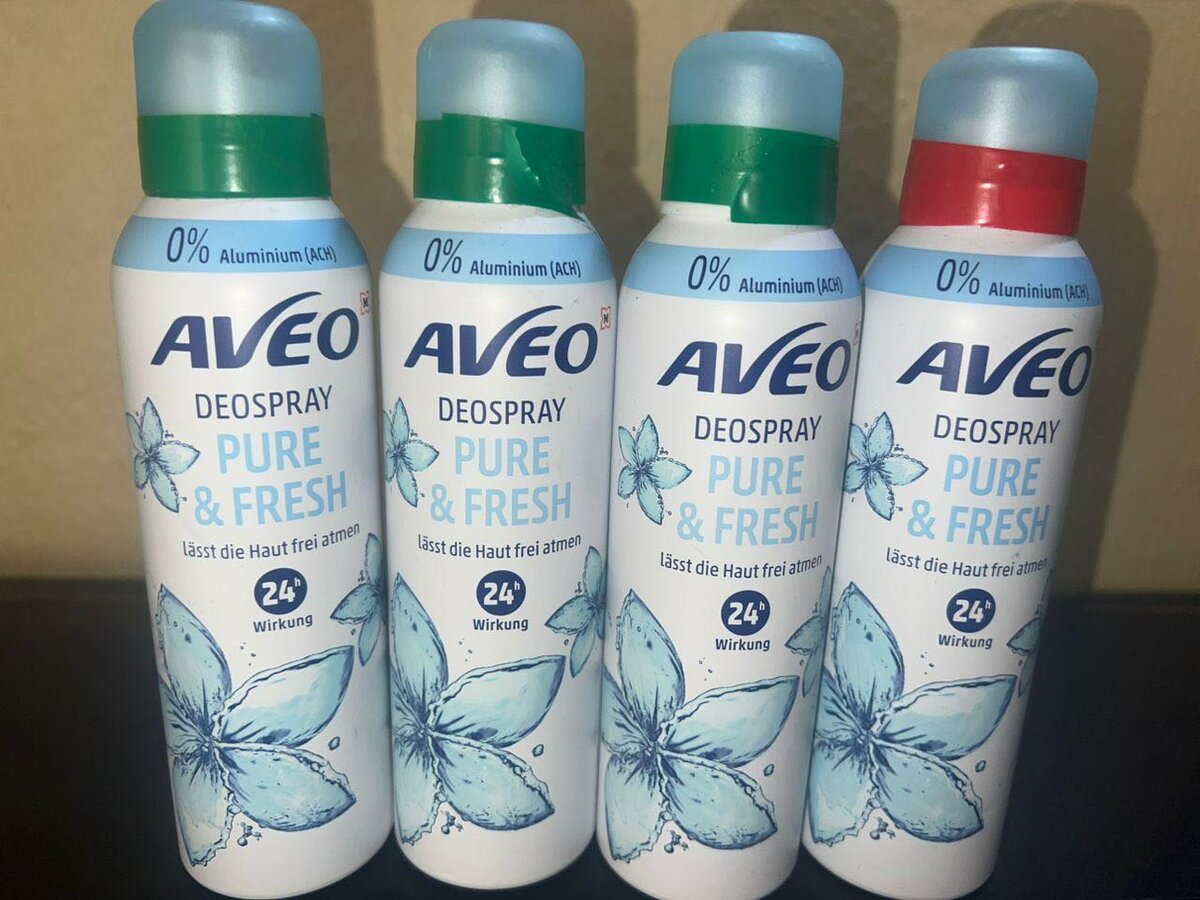 0% Aluminium (ACH)
AVEO
DEOSPRAY
PURE
& FRESH
lässt die Haut frei atmen
24h
Wirkung
0% Aluminium (ACH)
AVEO
M
DEOSPRAY
PURE
& FRESH
lässt die Haut frei atmen
24h
Wirkung
0% Aluminium (ACH)
AVEO
DEOSPRAY
PURE
& FRESH
lässt die Haut frei atmen
24h
Wirkung
0% Aluminium (ACH)
AVEO
DEOSPRAY
PURE
& FRESH
lässt die Haut frei atmen
24h
Wirkung